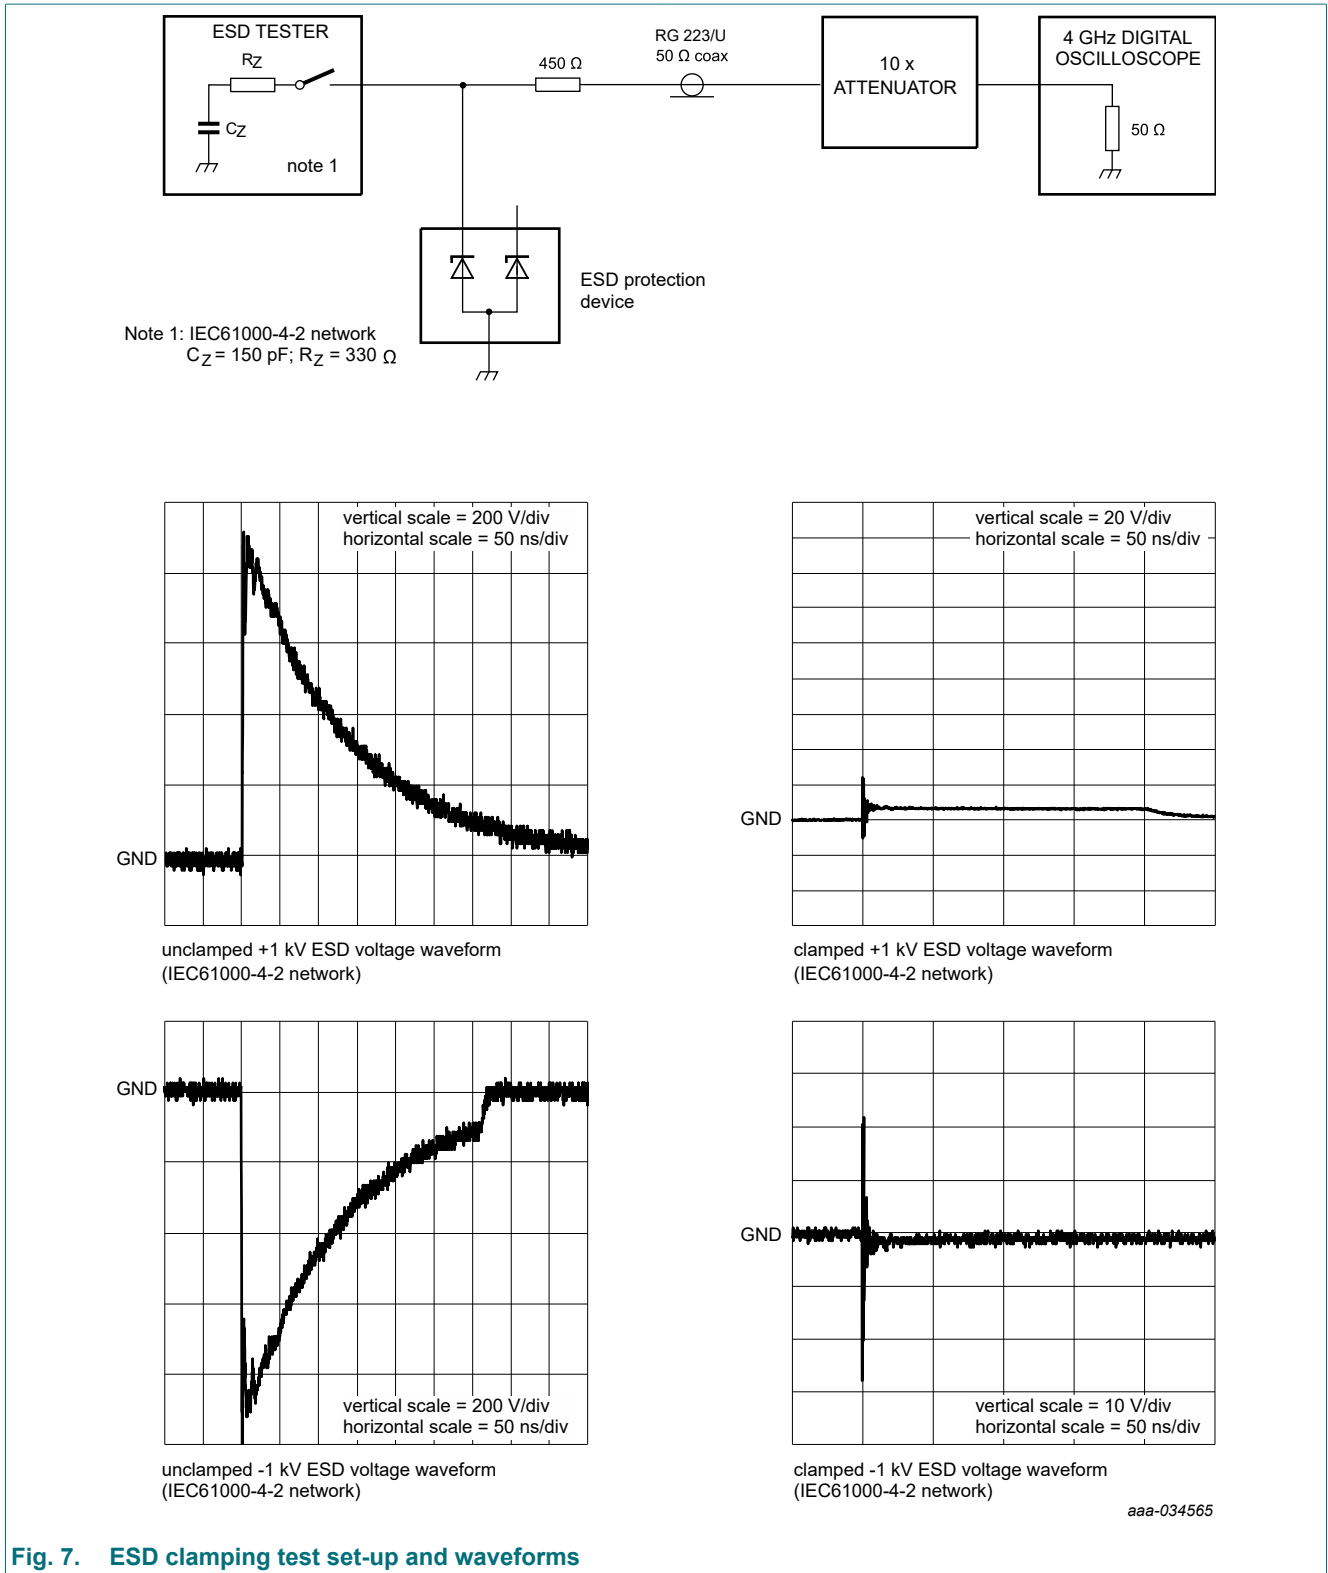 ESD TESTER
RZ
CZ
note 1
450 Ω
RG 223/U
50 Ω coax
10 x
ATTENUATOR
4 GHz DIGITAL
OSCILLOSCOPE
50 Ω
ESD protection
device
Note 1: IEC61000-4-2 network
CZ = 150 pF; RZ = 330 Ω
vertical scale = 200 V/div
horizontal scale = 50 ns/div
GND
unclamped +1 kV ESD voltage waveform
(IEC61000-4-2 network)
vertical scale = 20 V/div
horizontal scale = 50 ns/div
GND
clamped +1 kV ESD voltage waveform
(IEC61000-4-2 network)
GND
vertical scale = 200 V/div
horizontal scale = 50 ns/div
unclamped -1 kV ESD voltage waveform
(IEC61000-4-2 network)
GND
vertical scale = 10 V/div
horizontal scale = 50 ns/div
clamped -1 kV ESD voltage waveform
(IEC61000-4-2 network)
aaa-034565
Fig. 7. ESD clamping test set-up and waveforms